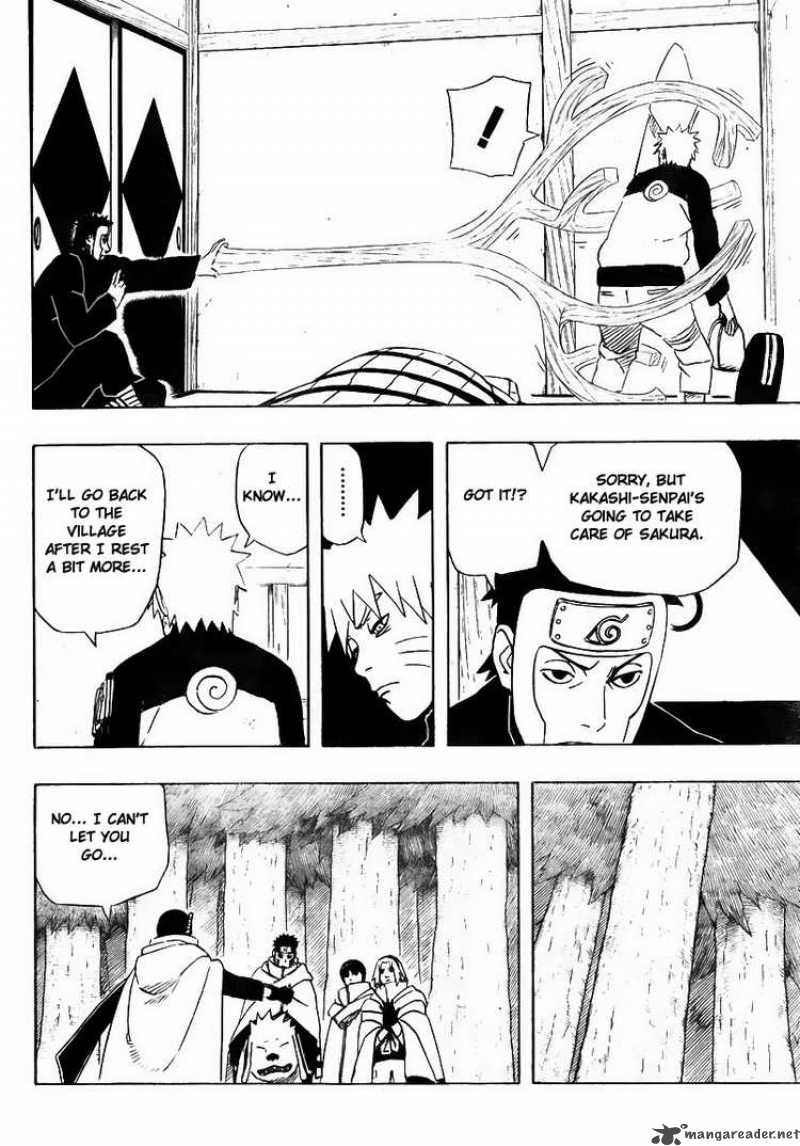 !
SORRY, BUT
KAKASHI-SENPAI'S
GOING TO TAKE
CARE OF SAKURA.
GOT IT!?
.........
I
KNOW...
I'LL GO BACK
TO THE
VILLAGE
AFTER I REST
A BIT MORE...
NO... I CAN'T
LET YOU
GO...
mangareader.net